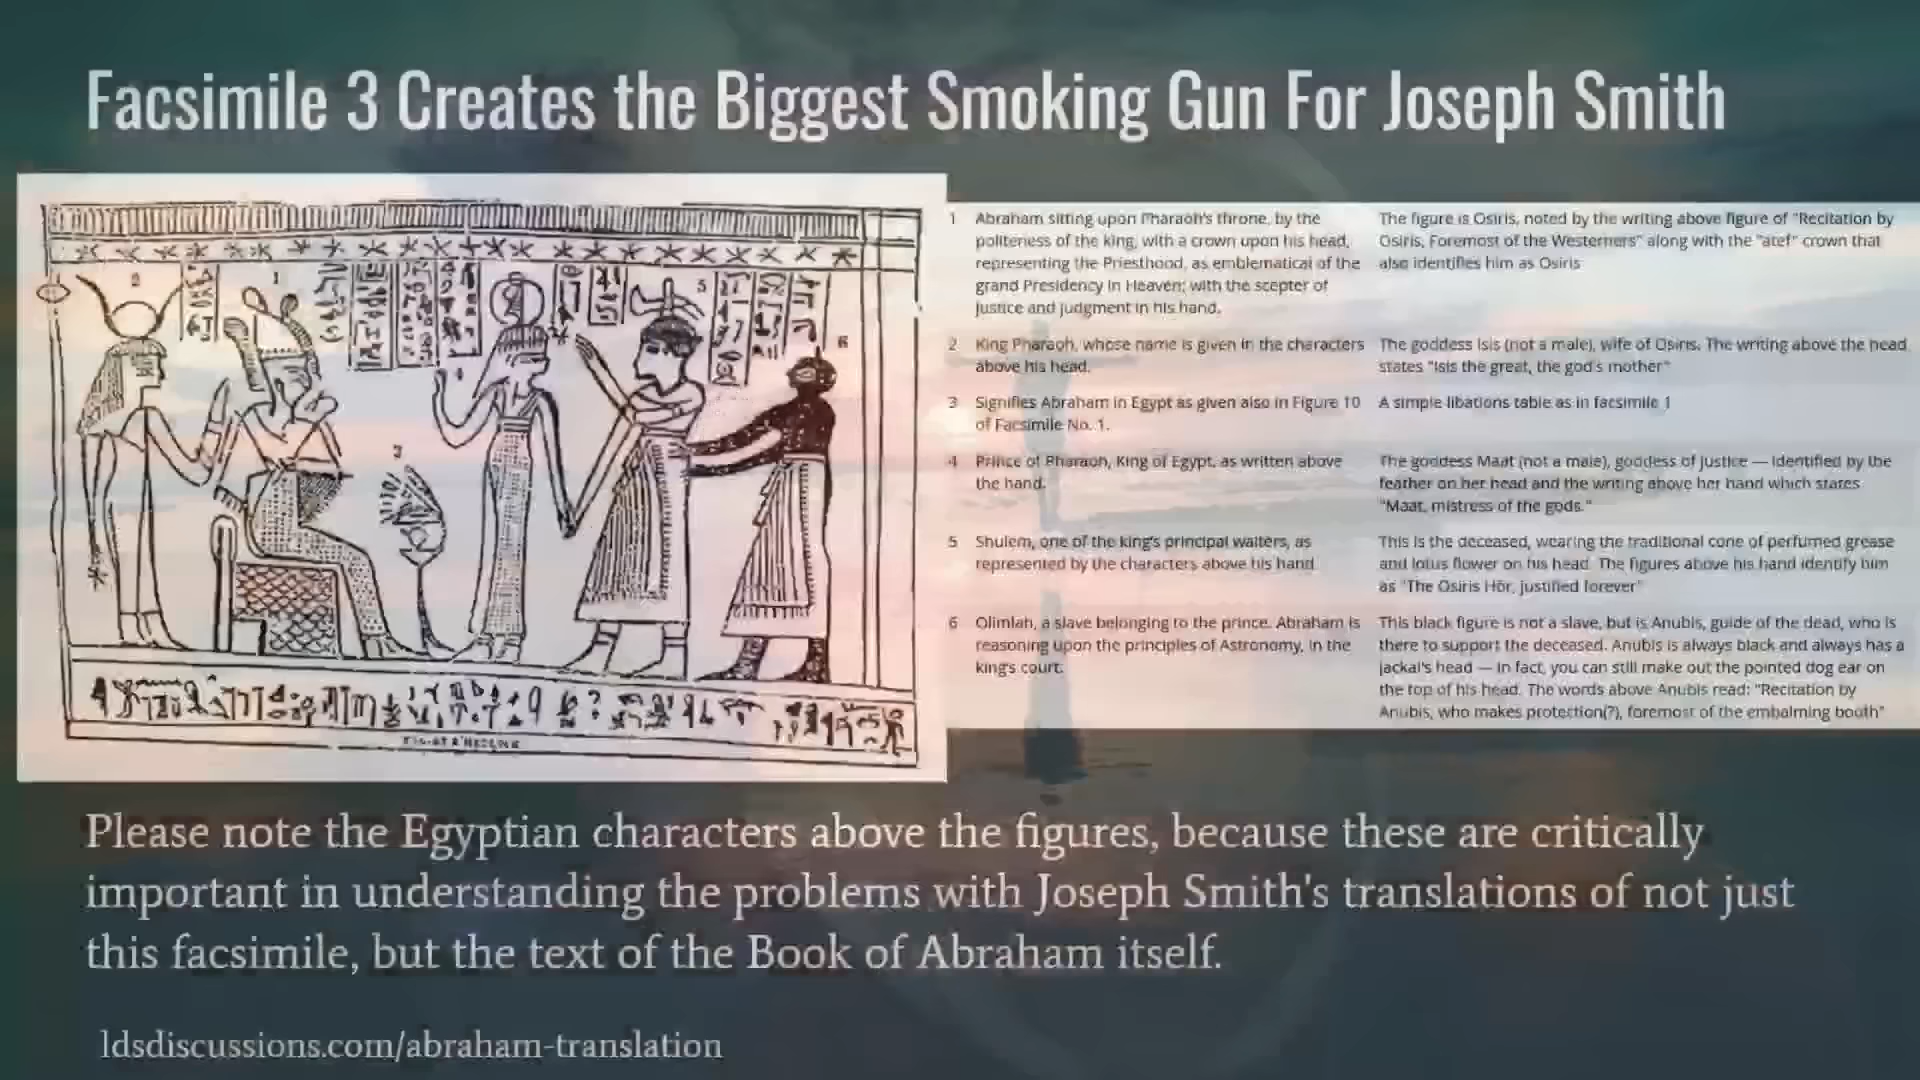 Facsimile 3 Creates the Biggest Smoking Gun For Joseph Smith
2
1
5
6
4
3
1 Abraham sitting upon Pharaoh's throne, by the
politeness of the king, with a crown upon his head,
representing the Priesthood, as emblematical of the
grand Presidency in Heaven; with the scepter of
justice and judgment in his hand.
The figure is Osiris, noted by the writing above figure of "Recitation by
Osiris, Foremost of the Westerners" along with the "atef" crown that
also identifies him as Osiris
2 King Pharaoh, whose name is given in the characters
above his head.
The goddess Isis (not a male), wife of Osiris. The writing above the head
states "Isis the great, the god's mother"
3 Signifies Abraham in Egypt as given also in Figure 10
of Facsimile No. 1.
A simple libations table as in facsimile 1
4 Prince of Pharaoh, King of Egypt, as written above
the hand.
The goddess Maat (not a male), goddess of justice — identified by the
feather on her head and the writing above her hand which states
"Maat, mistress of the gods."
5 Shulem, one of the king's principal waiters, as
represented by the characters above his hand.
This is the deceased, wearing the traditional cone of perfumed grease
and lotus flower on his head. The figures above his hand identify him
as "The Osiris Hôr, justified forever"
6 Olimlah, a slave belonging to the prince. Abraham is
reasoning upon the principles of Astronomy, in the
king's court.
This black figure is not a slave, but is Anubis, guide of the dead, who is
there to support the deceased. Anubis is always black and always has a
jackal's head — in fact, you can still make out the pointed dog ear on
the top of his head. The words above Anubis read: "Recitation by
Anubis, who makes protection(?), foremost of the embalming booth"
Please note the Egyptian characters above the figures, because these are critically
important in understanding the problems with Joseph Smith's translations of not just
this facsimile, but the text of the Book of Abraham itself.
ldsdiscussions.com/abraham-translation